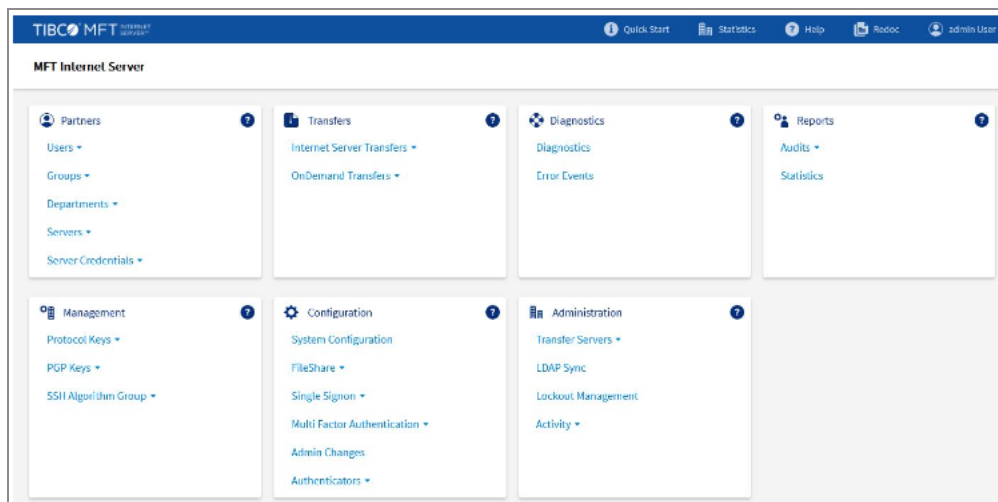 TIBCO MFT INTERNET SERVER™
Quick Start
Statistics
Help
Redoc
admin User
MFT Internet Server
Partners
Users
Groups
Departments
Servers
Server Credentials
Transfers
Internet Server Transfers
OnDemand Transfers
Diagnostics
Diagnostics
Error Events
Reports
Audits
Statistics
Management
Protocol Keys
PGP Keys
SSH Algorithm Group
Configuration
System Configuration
FileShare
Single Signon
Multi Factor Authentication
Admin Changes
Authenticators
Administration
Transfer Servers
LDAP Sync
Lockout Management
Activity